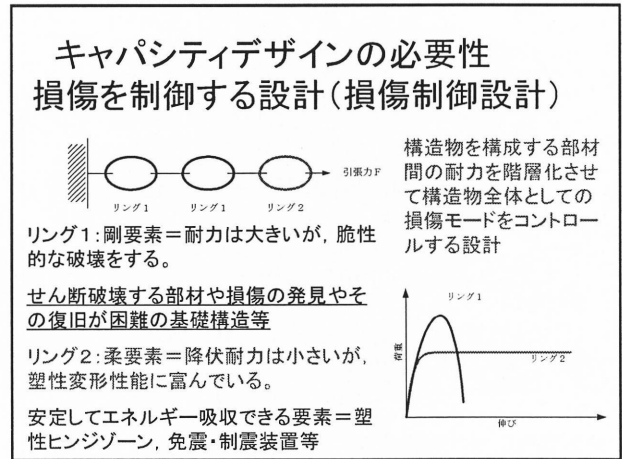 キャパシティデザインの必要性
損傷を制御する設計（損傷制御設計）
引張力F
リング1
リング1
リング2
リング1：剛要素＝耐力は大きいが，脆性
的な破壊をする。
せん断破壊する部材や損傷の発見やそ
の復旧が困難の基礎構造等
リング2：柔要素＝降伏耐力は小さいが，
塑性変形性能に富んでいる。
安定してエネルギー吸収できる要素＝塑
性ヒンジゾーン，免震・制震装置等
構造物を構成する部材
間の耐力を階層化させ
て構造物全体としての
損傷モードをコントロー
ルする設計
リング1
荷重
リング2
伸び